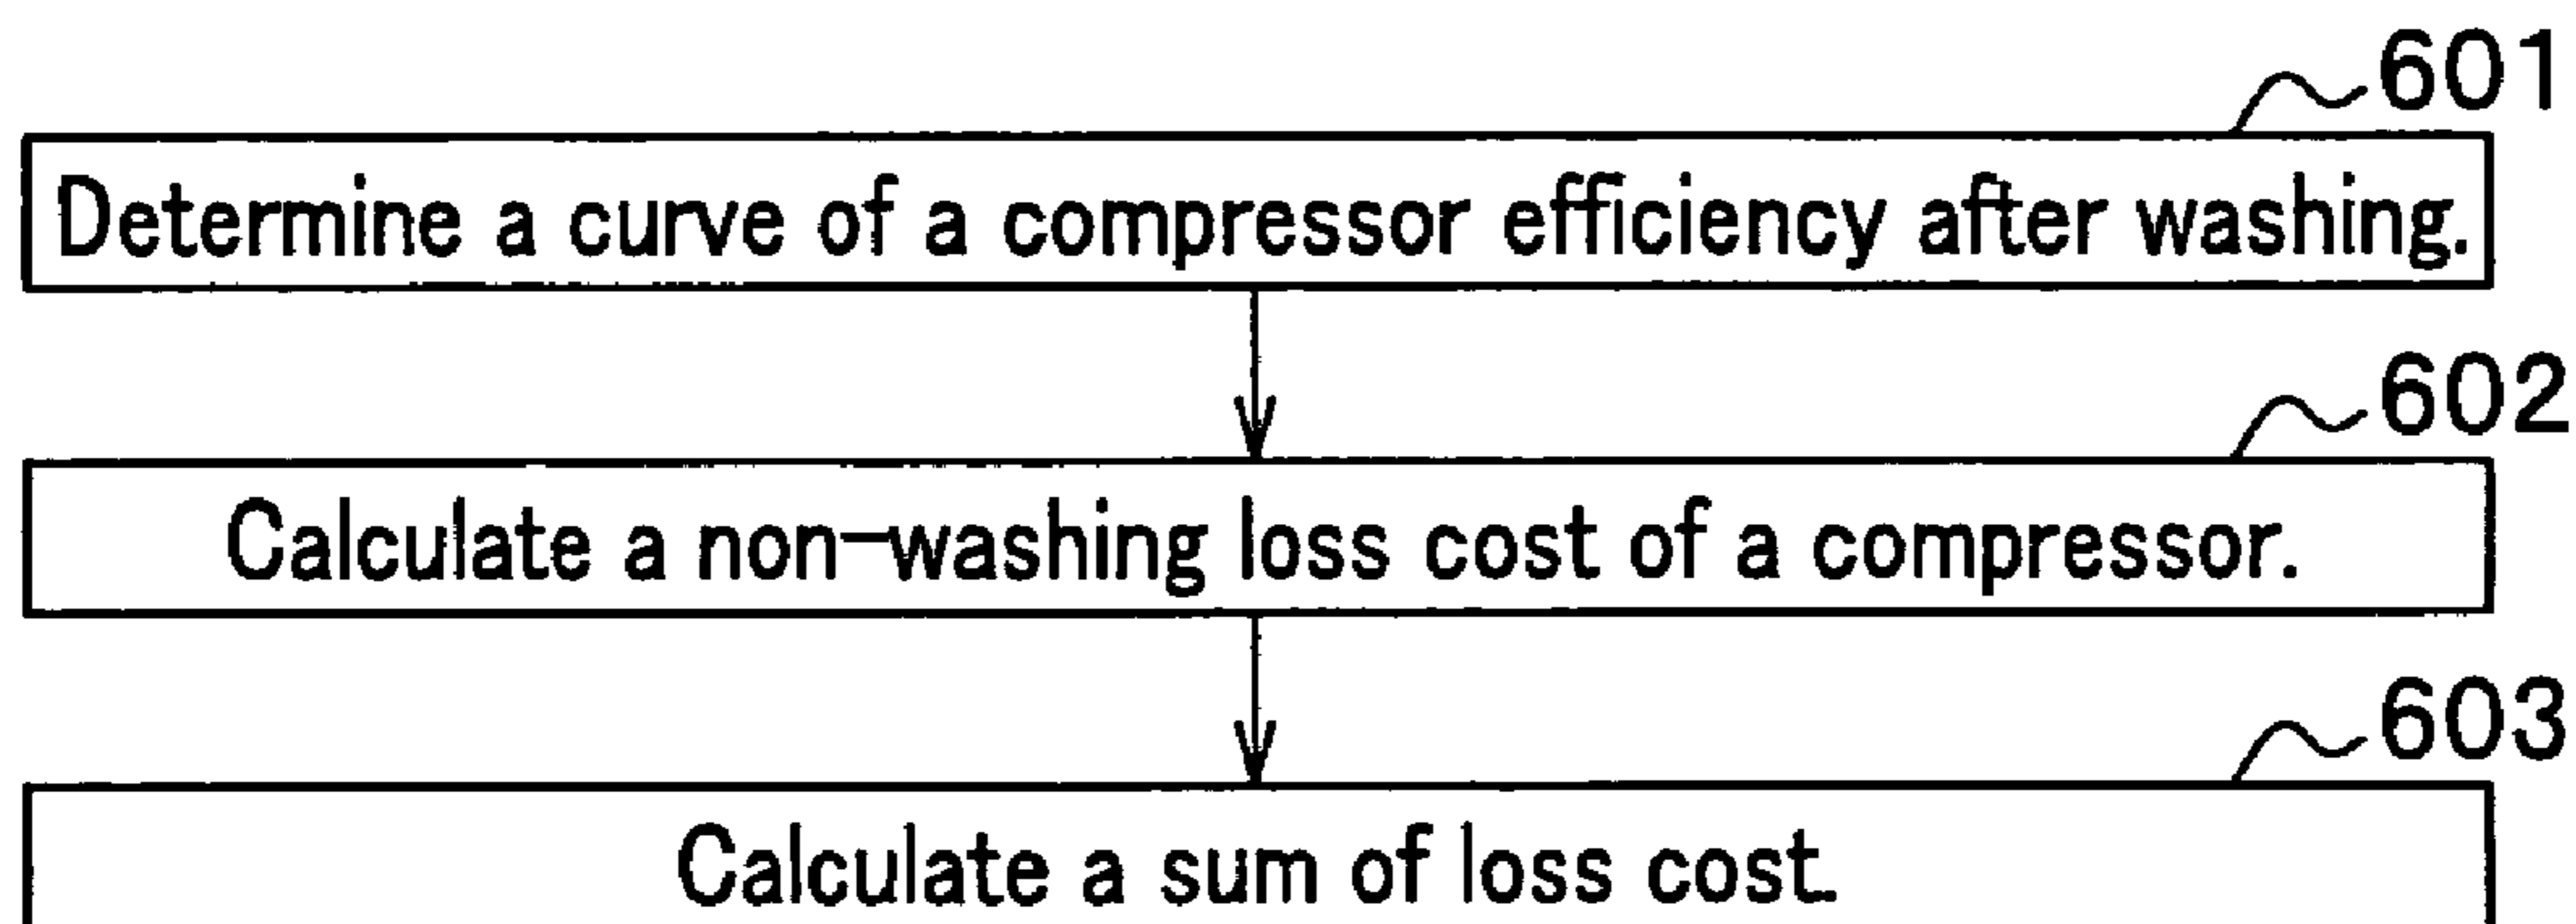 601
Determine a curve of a compressor efficiency after washing.
602
Calculate a non-washing loss cost of a compressor.
603
Calculate a sum of loss cost.